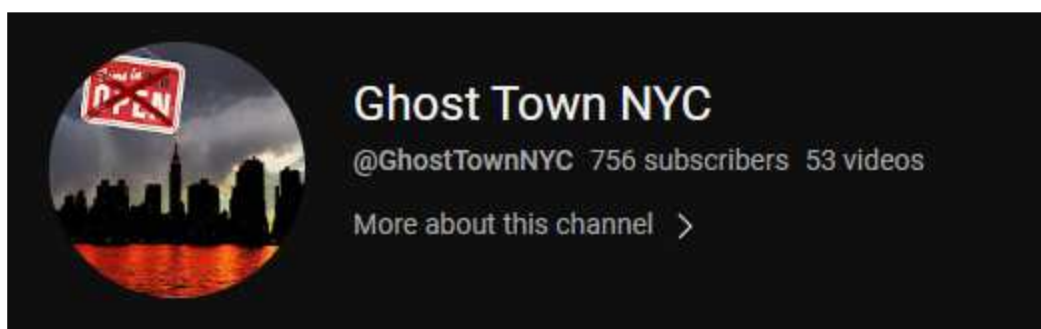 OPEN
Ghost Town NYC
@GhostTownNYC 756 subscribers 53 videos
More about this channel